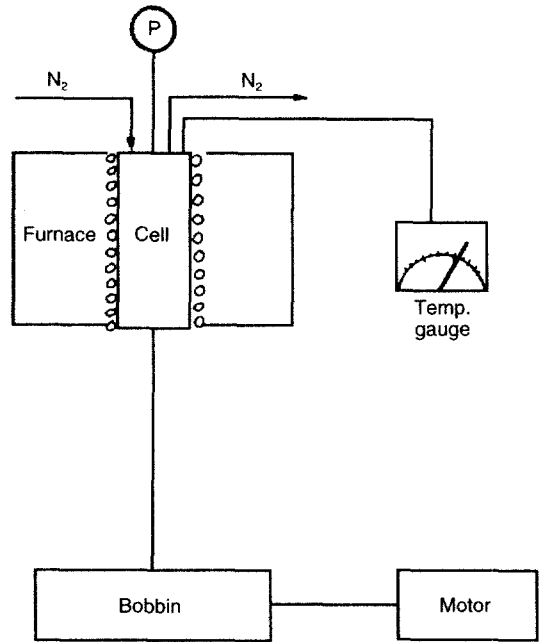 P
N₂
N₂
Furnace
Cell
Temp.
gauge
Bobbin
Motor